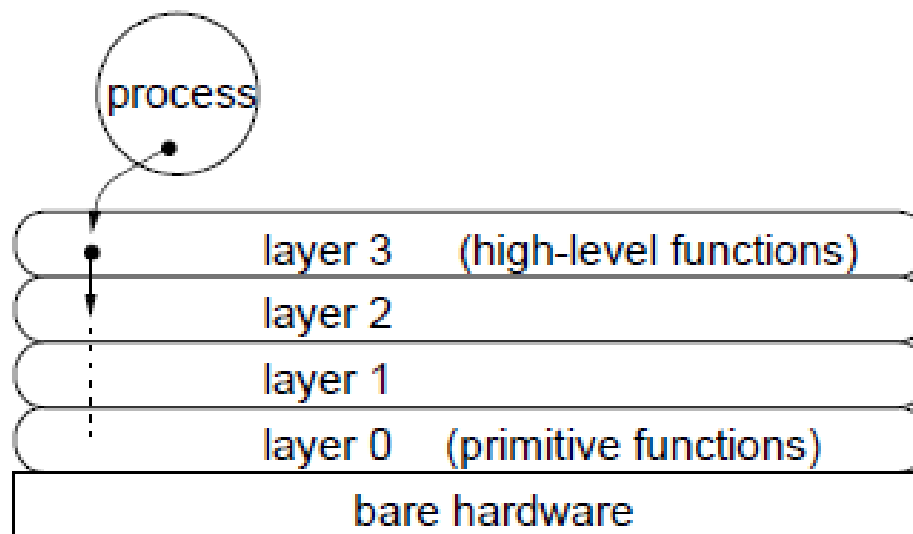 process
layer 3 (high-level functions)
layer 2
layer 1
layer 0 (primitive functions)
bare hardware